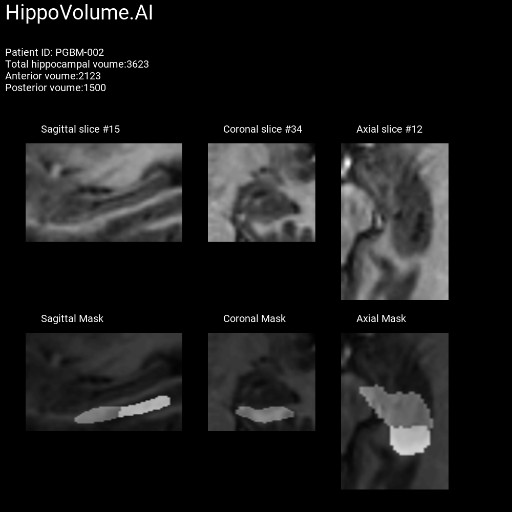 HippoVolume.AI
Patient ID: PGBM-002
Total hippocampal voume:3623
Anterior voume:2123
Posterior voume:1500
Sagittal slice #15
Coronal slice #34
Axial slice #12
Sagittal Mask
Coronal Mask
Axial Mask